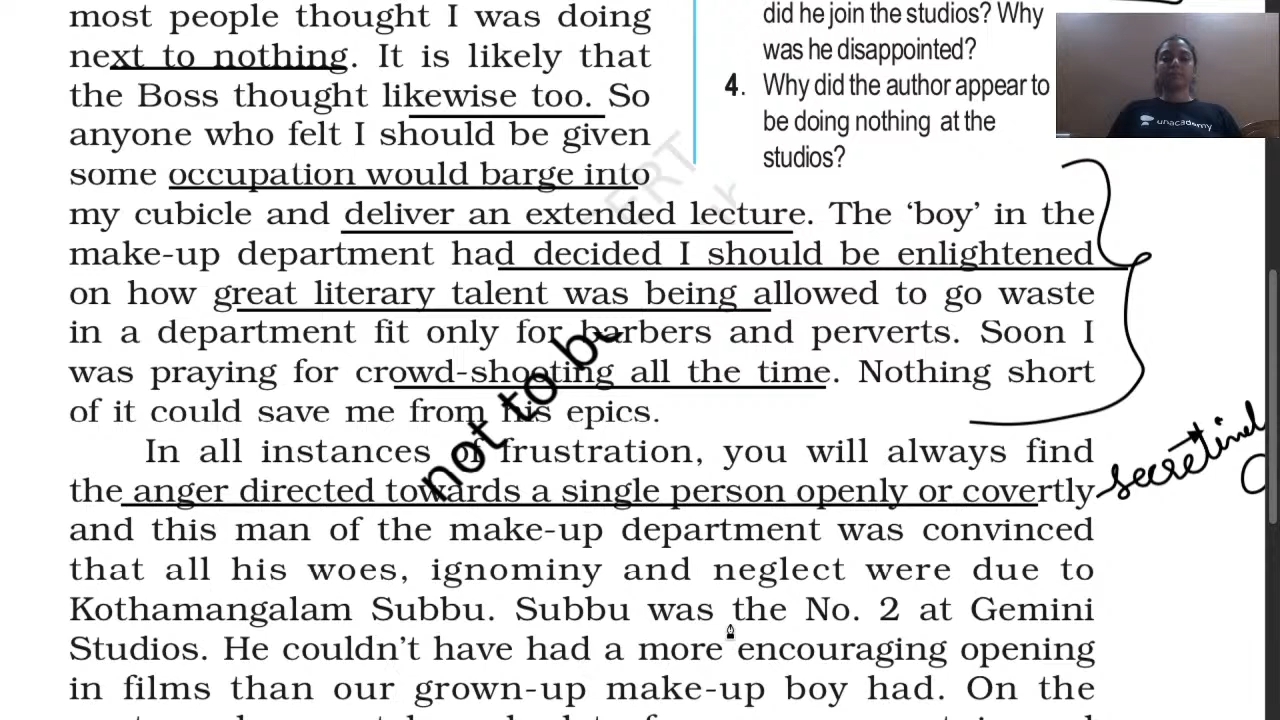 most people thought I was doing
next to nothing. It is likely that
the Boss thought likewise too. So
anyone who felt I should be given
some occupation would barge into
my cubicle and deliver an extended lecture. The ‘boy’ in the
make-up department had decided I should be enlightened
on how great literary talent was being allowed to go waste
in a department fit only for barbers and perverts. Soon I
was praying for crowd-shooting all the time. Nothing short
of it could save me from his epics.
In all instances of frustration, you will always find
the anger directed towards a single person openly or covertly
and this man of the make-up department was convinced
that all his woes, ignominy and neglect were due to
Kothamangalam Subbu. Subbu was the No. 2 at Gemini
Studios. He couldn’t have had a more encouraging opening
in films than our grown-up make-up boy had. On the
did he join the studios? Why
was he disappointed?
4. Why did the author appear to
be doing nothing at the
studios?
unacademy
not to b